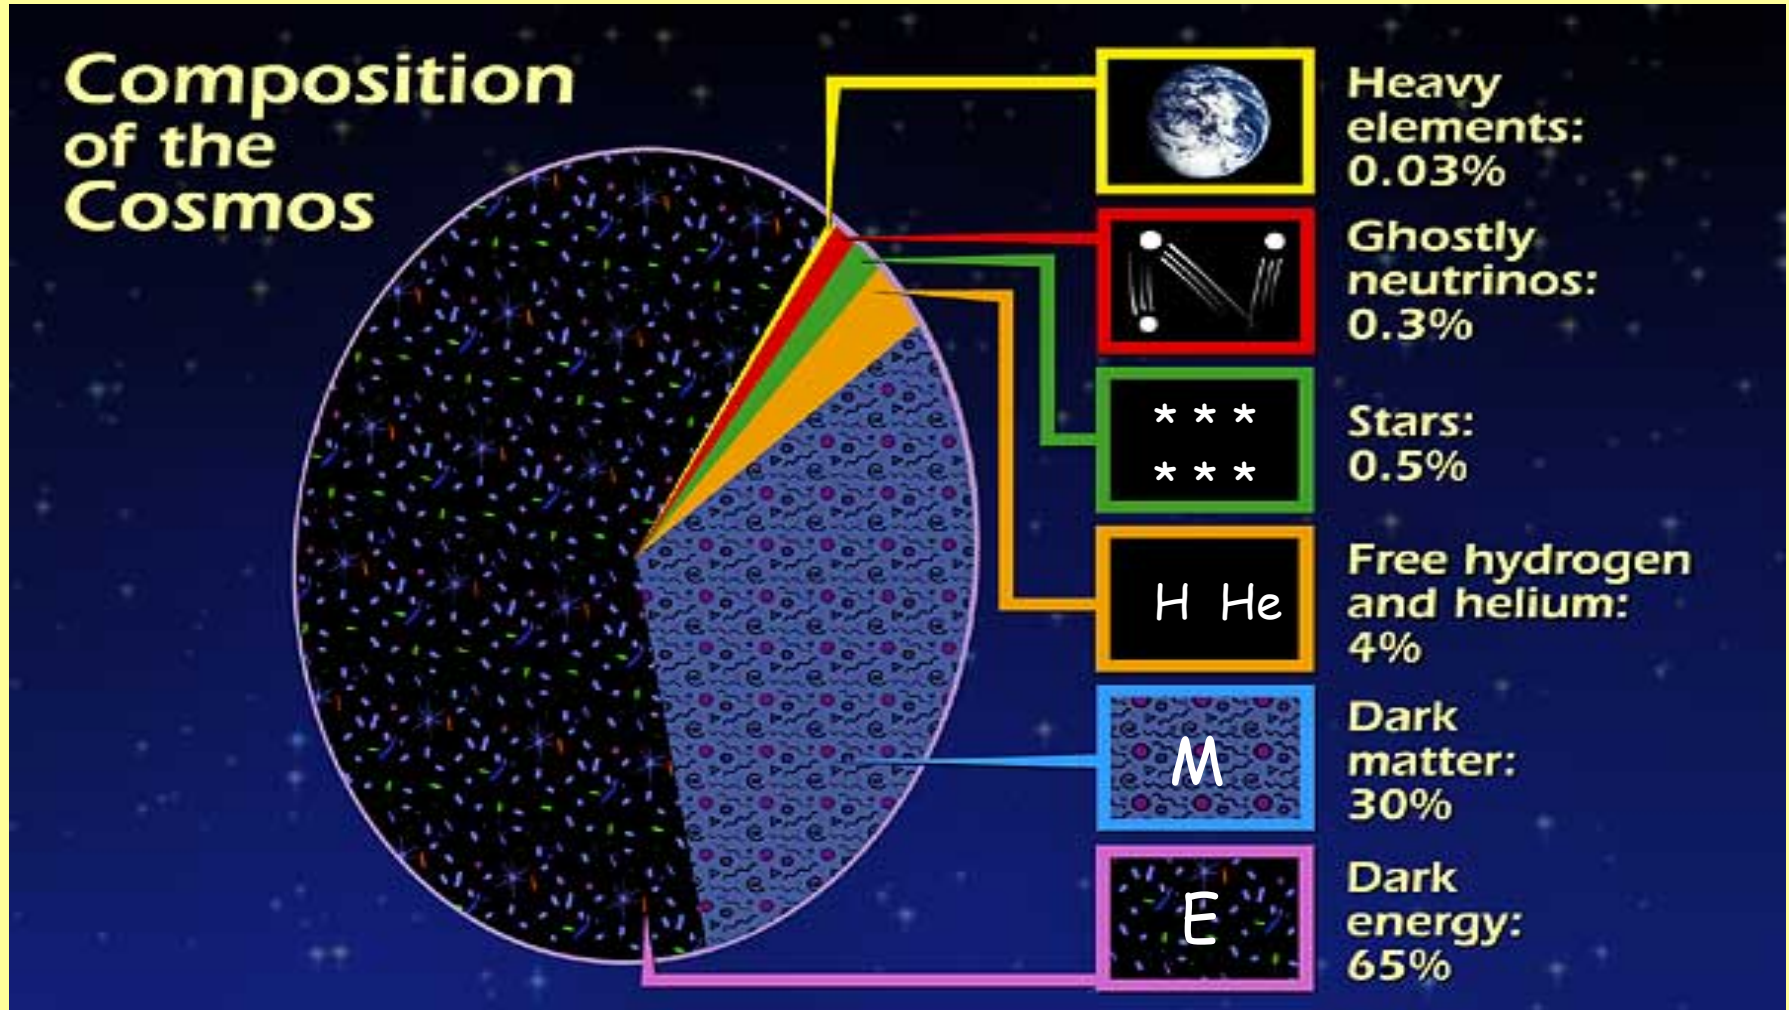 Composition
of the
Cosmos
Heavy
elements:
0.03%
Ghostly
neutrinos:
0.3%
* * *
* * *
Stars:
0.5%
H He
Free hydrogen
and helium:
4%
M
Dark
matter:
30%
E
Dark
energy:
65%